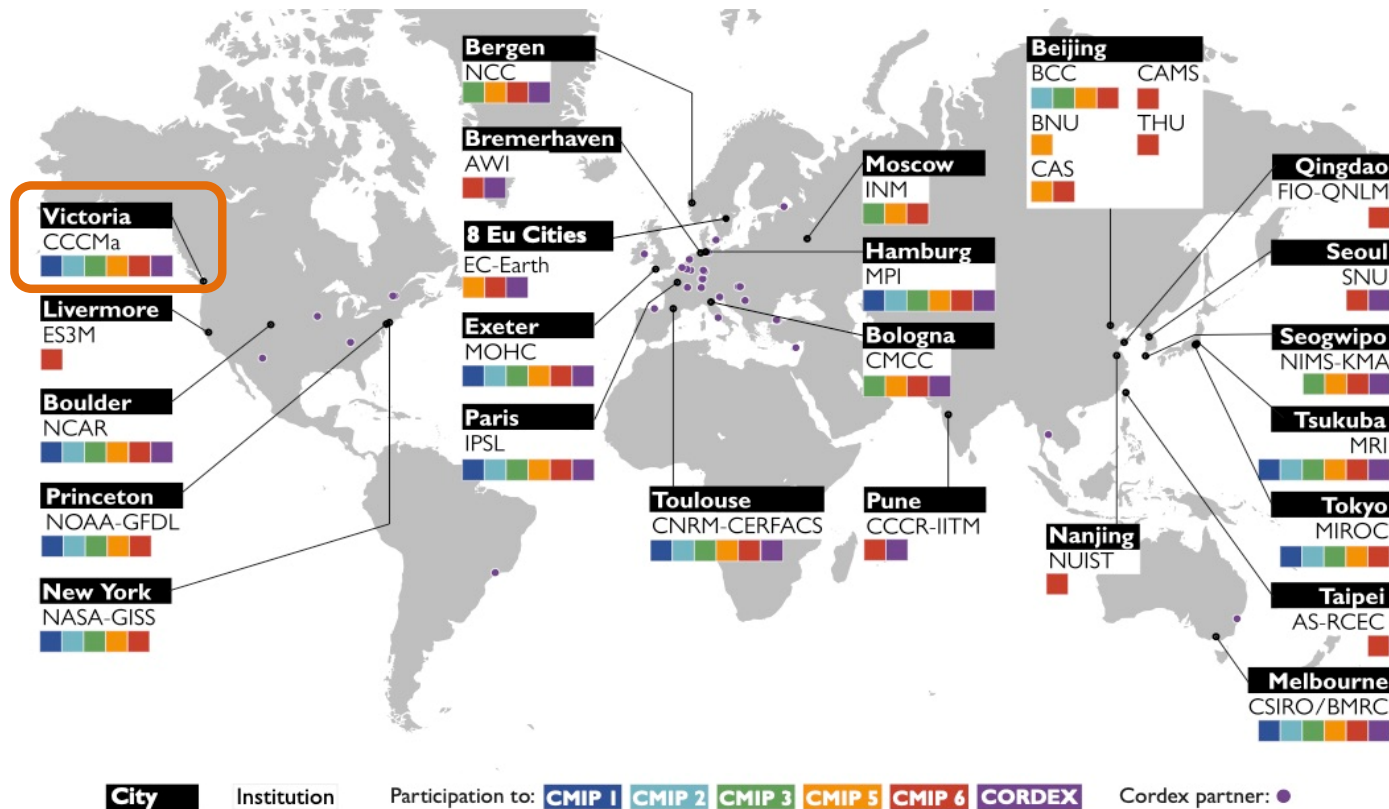 Bergen
NCC
Bremerhaven
AWI
8 Eu Cities
EC-Earth
Exeter
MOHC
Paris
IPSL
Victoria
CCCMa
Livermore
ES3M
Boulder
NCAR
Princeton
NOAA-GFDL
New York
NASA-GISS
Toulouse
CNRM-CERFACS
Moscow
INM
Hamburg
MPI
Bologna
CMCC
Pune
CCCR-IITM
Beijing
BCC CAMS
BNU THU
CAS
Nanjing
NUIST
Qingdao
FIO-QNLM
Seoul
SNU
Seogwipo
NIMS-KMA
Tsukuba
MRI
Tokyo
MIROC
Taipei
AS-RCEC
Melbourne
CSIRO/BMRC
City Institution Participation to: CMIP 1 CMIP 2 CMIP 3 CMIP 5 CMIP 6 CORDEX Cordex partner: